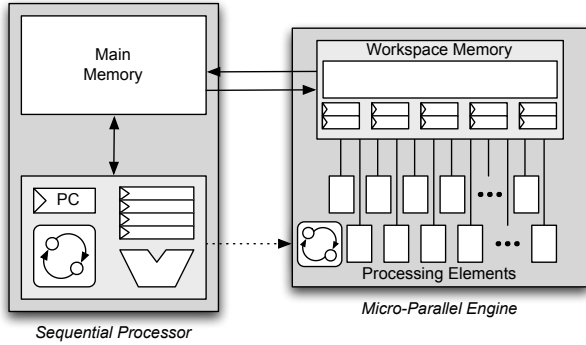 Main
Memory
Workspace Memory
PC
Processing Elements
Sequential Processor
Micro-Parallel Engine